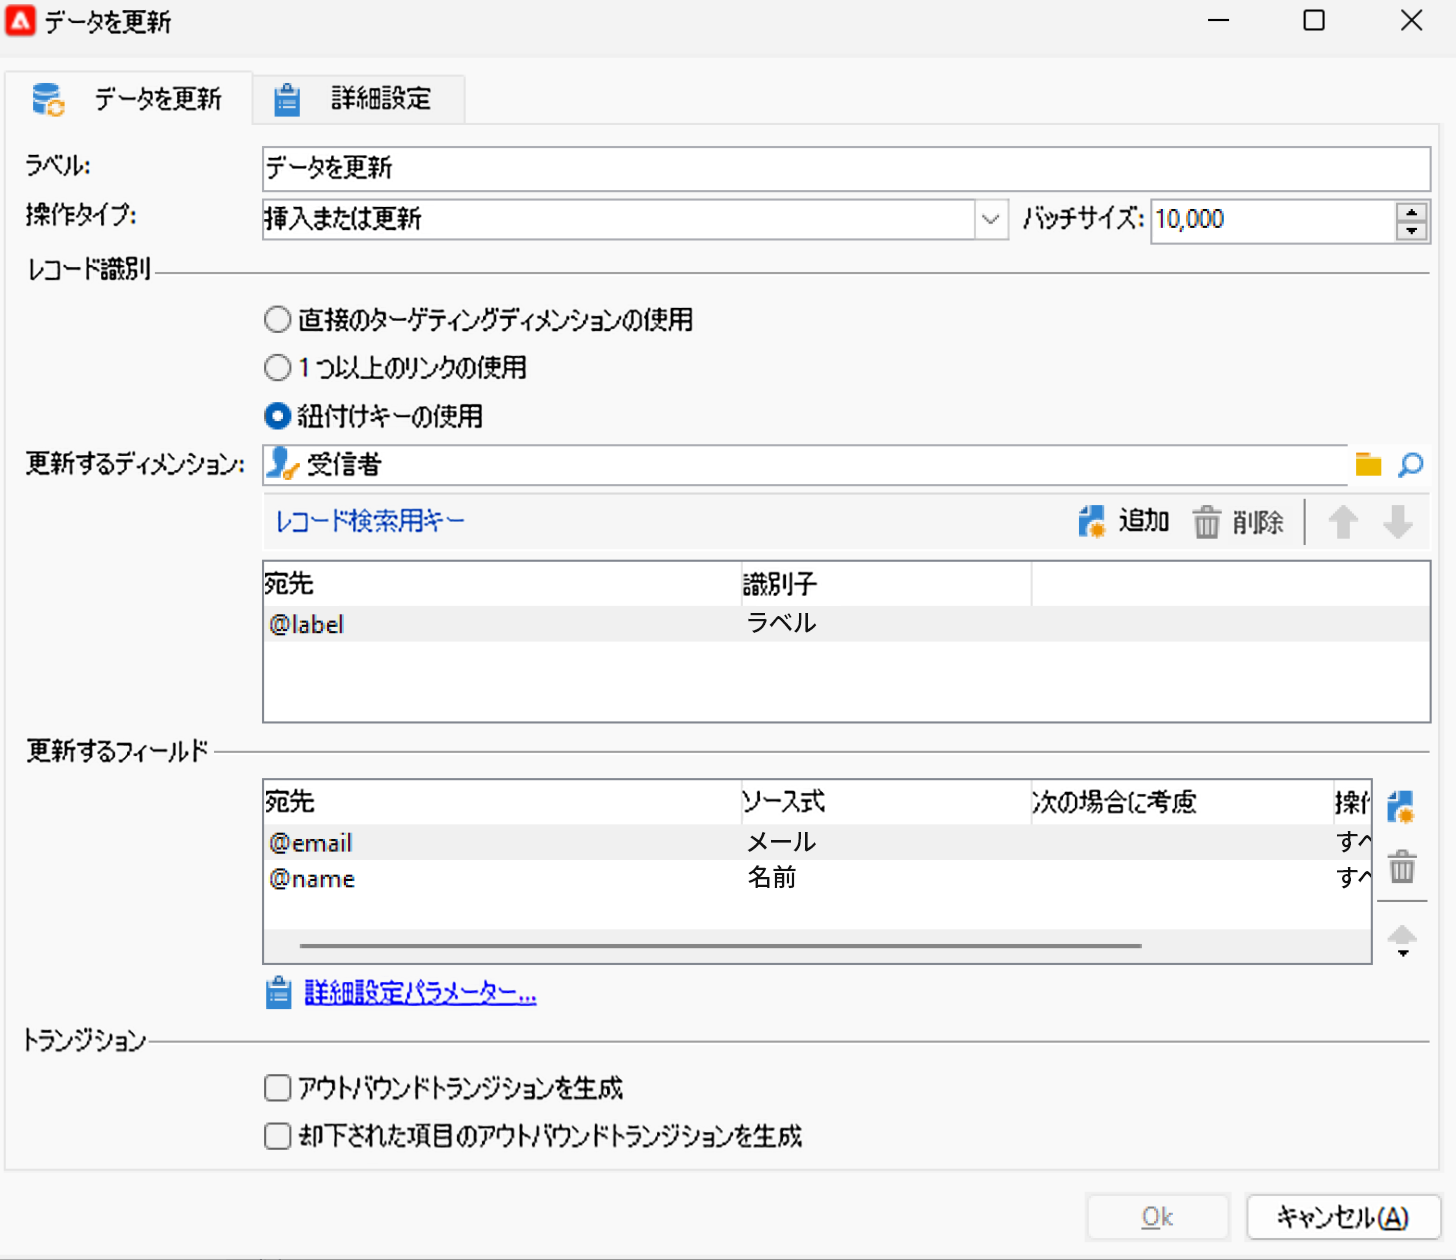 データを更新
データを更新 詳細設定
ラベル: データを更新
操作タイプ: 挿入または更新 バッチサイズ: 10,000
レコード識別
直接のターゲティングディメンションの使用
1 つ以上のリンクの使用
紐付けキーの使用
更新するディメンション: 受信者
レコード検索用キー 追加 削除
宛先 識別子
@label ラベル
更新するフィールド
宛先 ソース式 次の場合に考慮 操作
@email メール すべ
@name 名前 すべ
詳細設定パラメーター...
トランジション
アウトバウンドトランジションを生成
却下された項目のアウトバウンドトランジションを生成
Ok キャンセル(A)